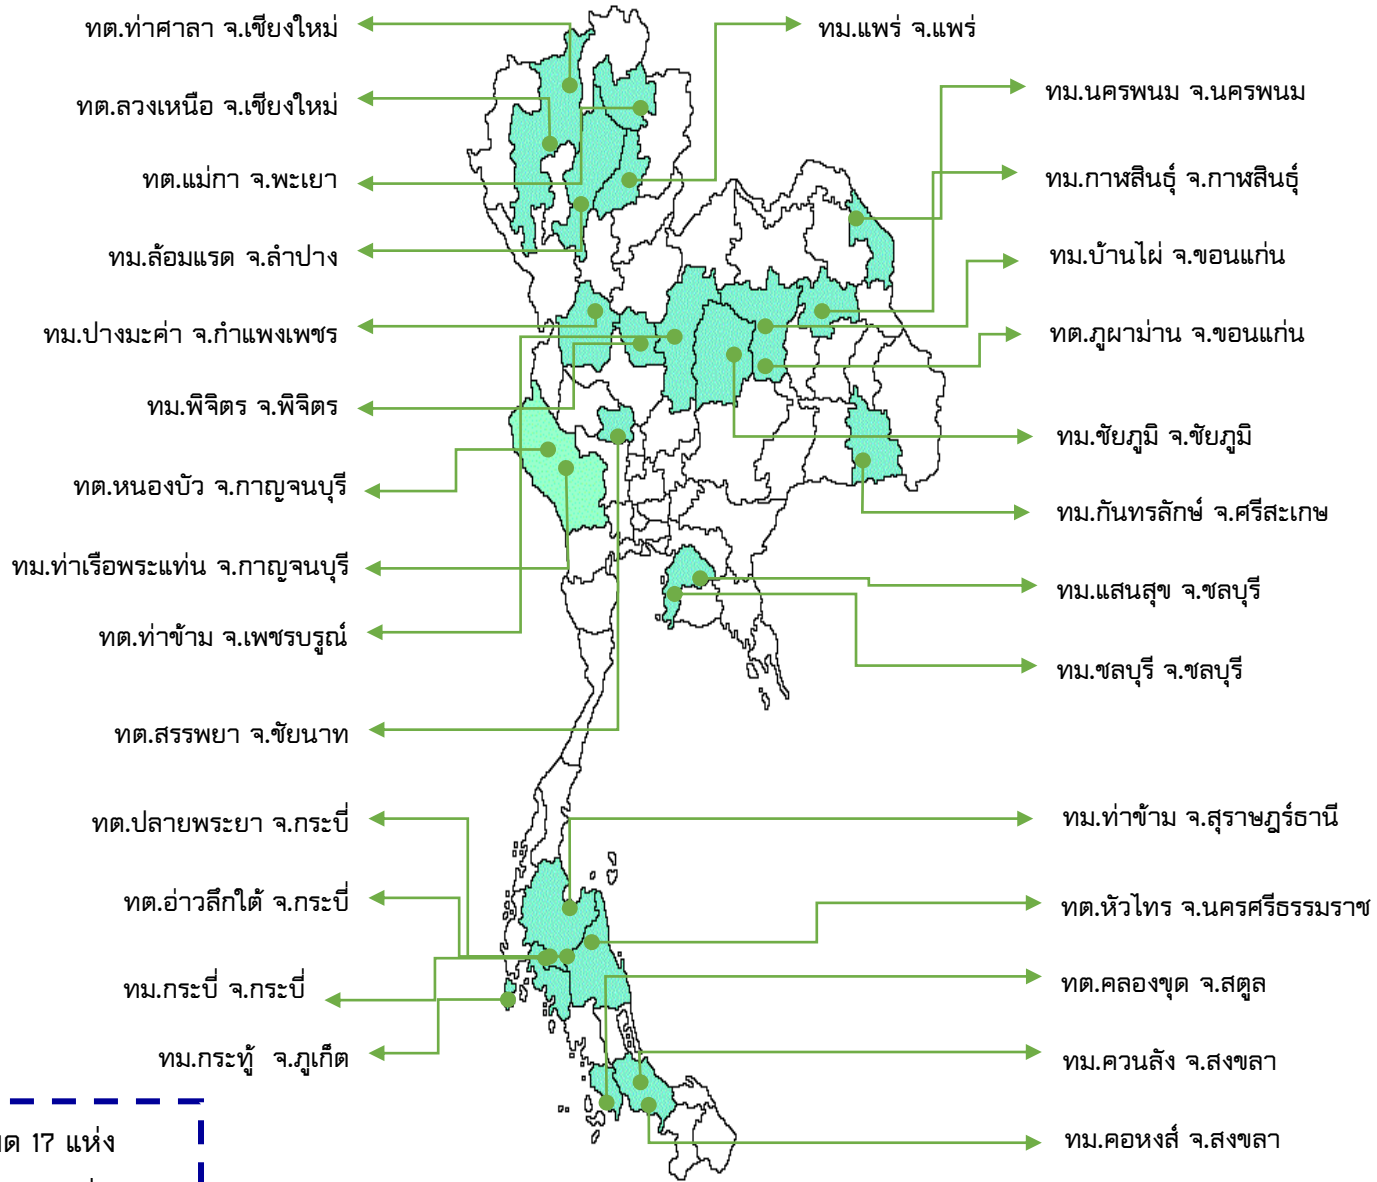 ทต.ท่าศาลา จ.เชียงใหม่
ทต.ลวงเหนือ จ.เชียงใหม่
ทต.แม่กา จ.พะเยา
ทม.ล้อมแรด จ.ลำปาง
ทม.ปางมะค่า จ.กำแพงเพชร
ทม.พิจิตร จ.พิจิตร
ทต.หนองบัว จ.กาญจนบุรี
ทม.ท่าเรือพระแท่น จ.กาญจนบุรี
ทต.ท่าข้าม จ.เพชรบรูณ์
ทต.สรรพยา จ.ชัยนาท
ทต.ปลายพระยา จ.กระบี่
ทต.อ่าวลึกใต้ จ.กระบี่
ทม.กระบี่ จ.กระบี่
ทม.กระทู้ จ.ภูเก็ต
17 แห่ง
ทม.แพร่ จ.แพร่
ทม.นครพนม จ.นครพนม
ทม.กาฬสินธุ์ จ.กาฬสินธุ์
ทม.บ้านไผ่ จ.ขอนแก่น
ทต.ภูผาม่าน จ.ขอนแก่น
ทม.ชัยภูมิ จ.ชัยภูมิ
ทม.กันทรลักษ์ จ.ศรีสะเกษ
ทม.แสนสุข จ.ชลบุรี
ทม.ชลบุรี จ.ชลบุรี
ทม.ท่าข้าม จ.สุราษฎร์ธานี
ทต.หัวไทร จ.นครศรีธรรมราช
ทต.คลองขุด จ.สตูล
ทม.ควนลัง จ.สงขลา
ทม.คอหงส์ จ.สงขลา